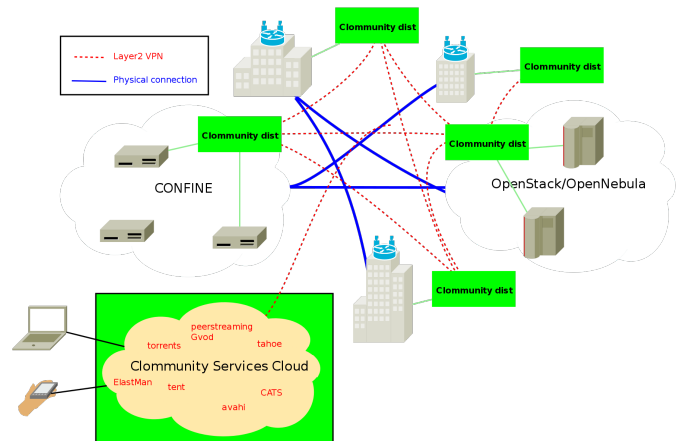 Clommunity dist
Layer2 VPN
Physical connection
Clommunity dist
Clommunity dist
Clommunity dist
CONFINE
OpenStack/OpenNebula
Clommunity dist
peerstreaming
Gvod
torrents
tahoe
Clommunity Services Cloud
ElastMan
tent
CATS
avahi